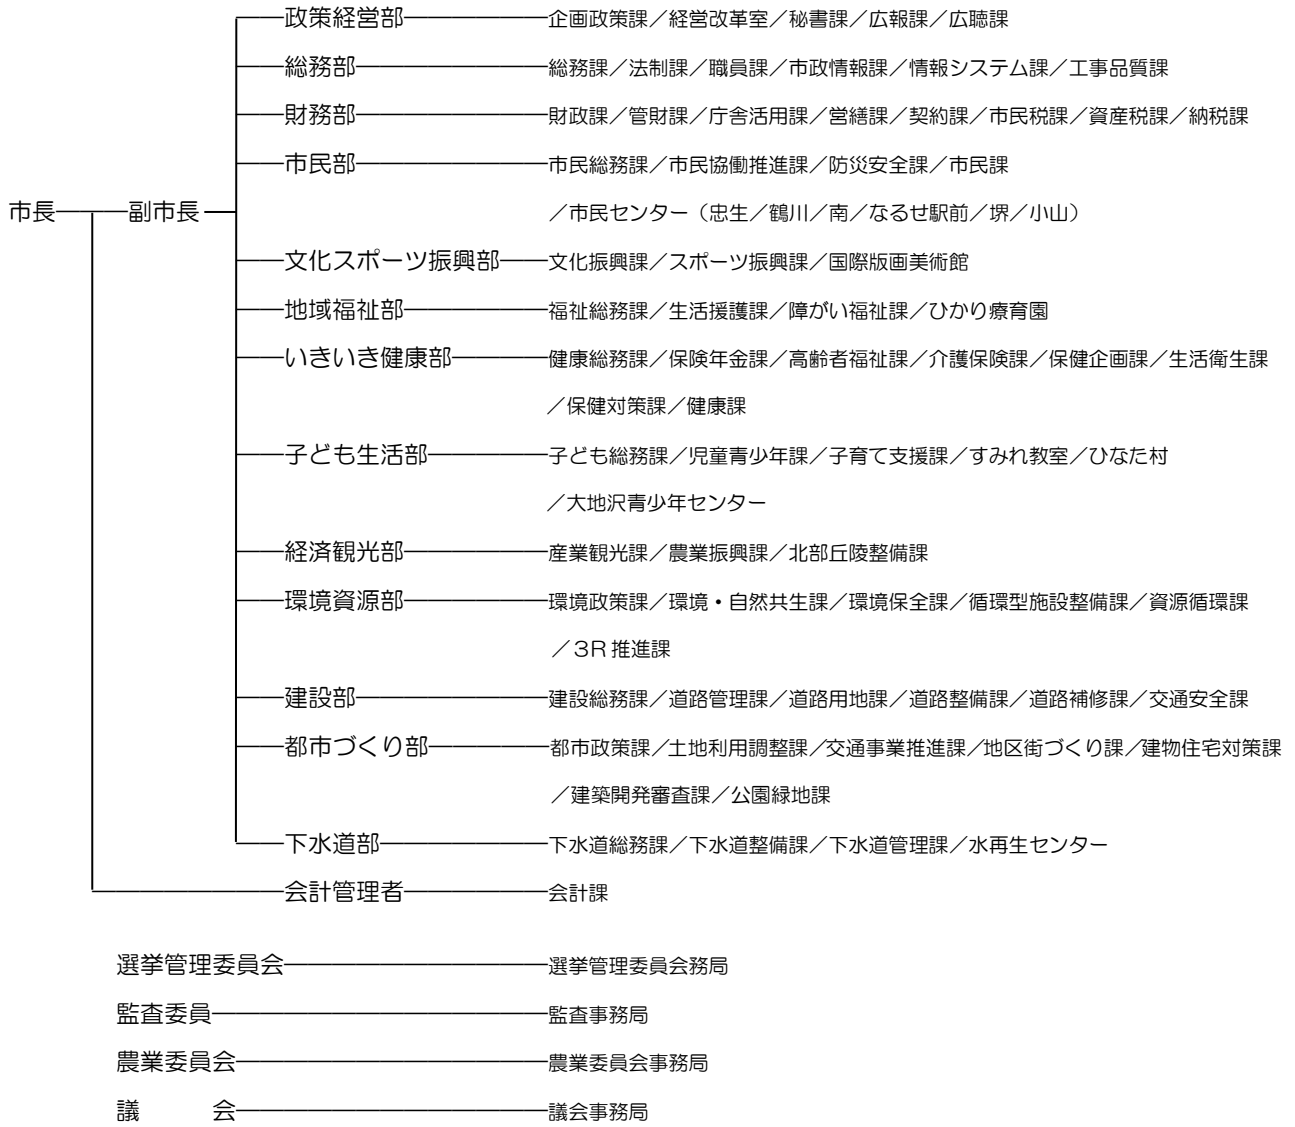 政策経営部 企画政策課／経営改革室／秘書課／広報課／広聴課
総務部 総務課／法制課／職員課／市政情報課／情報システム課／工事品質課
財務部 財政課／管財課／庁舎活用課／営繕課／契約課／市民税課／資産税課／納税課
市民部 市民総務課／市民協働推進課／防災安全課／市民課
市長 副市長 ／市民センター（忠生／鶴川／南／なるせ駅前／堺／小山）
文化スポーツ振興部 文化振興課／スポーツ振興課／国際版画美術館
地域福祉部 福祉総務課／生活援護課／障がい福祉課／ひかり療育園
いきいき健康部 健康総務課／保険年金課／高齢者福祉課／介護保険課／保健企画課／生活衛生課
／保健対策課／健康課
子ども生活部 子ども総務課／児童青少年課／子育て支援課／すみれ教室／ひなた村
／大地沢青少年センター
経済観光部 産業観光課／農業振興課／北部丘陵整備課
環境資源部 環境政策課／環境・自然共生課／環境保全課／循環型施設整備課／資源循環課
／3R推進課
建設部 建設総務課／道路管理課／道路用地課／道路整備課／道路補修課／交通安全課
都市づくり部 都市政策課／土地利用調整課／交通事業推進課／地区街づくり課／建物住宅対策課
／建築開発審査課／公園緑地課
下水道部 下水道総務課／下水道整備課／下水道管理課／水再生センター
会計管理者 会計課
選挙管理委員会 選挙管理委員会務局
監査委員 監査事務局
農業委員会 農業委員会事務局
議　　　会 議会事務局